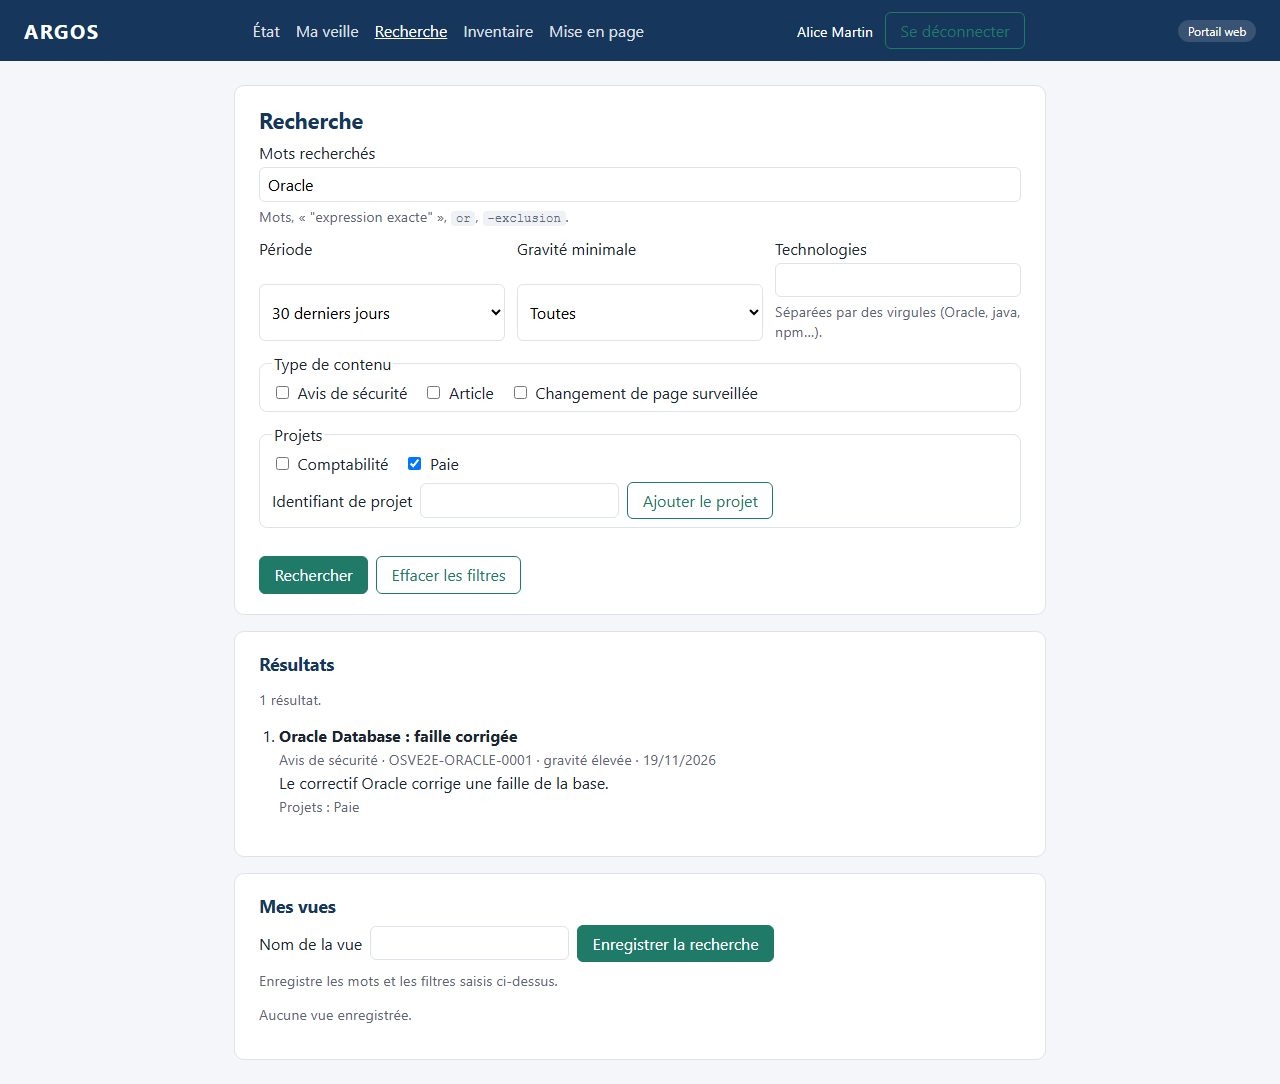 ARGOS
État Ma veille Recherche Inventaire Mise en page
Alice Martin Se déconnecter
Portail web
Recherche
Mots recherchés
Oracle
Mots, « "expression exacte" », or, -exclusion.
Période Gravité minimale Technologies
30 derniers jours Toutes
Séparées par des virgules (Oracle, java,
npm…).
Type de contenu
Avis de sécurité Article Changement de page surveillée
Projets
Comptabilité Paie
Identifiant de projet Ajouter le projet
Rechercher Effacer les filtres
Résultats
1 résultat.
1. Oracle Database : faille corrigée
Avis de sécurité · OSVE2E-ORACLE-0001 · gravité élevée · 19/11/2026
Le correctif Oracle corrige une faille de la base.
Projets : Paie
Mes vues
Nom de la vue Enregistrer la recherche
Enregistre les mots et les filtres saisis ci-dessus.
Aucune vue enregistrée.